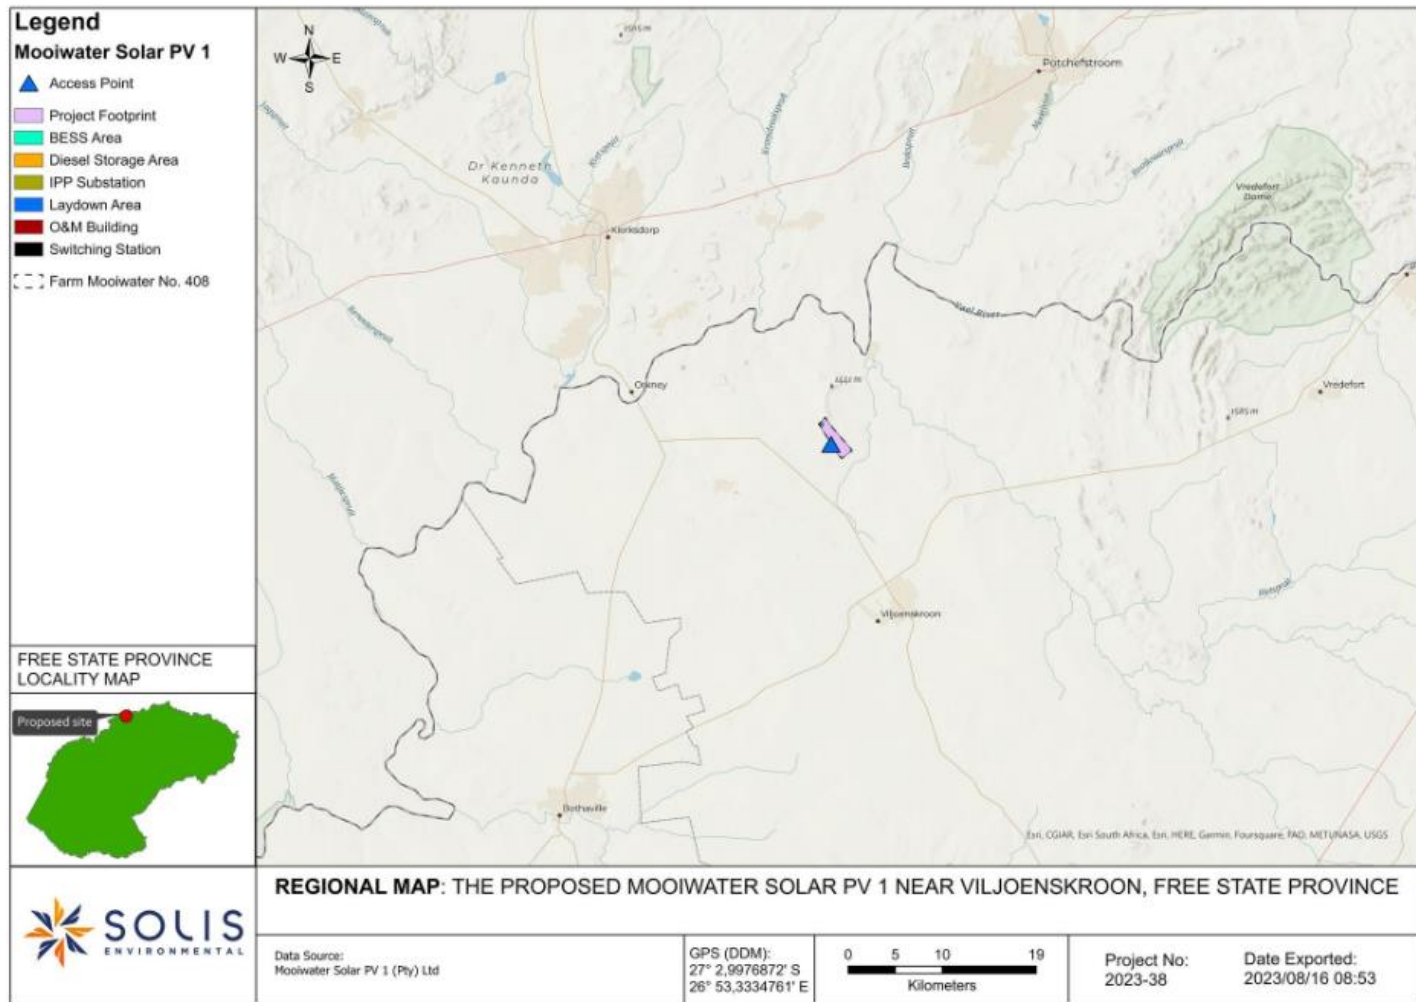 Legend
Mooiwater Solar PV 1
Access Point
Project Footprint
BESS Area
Diesel Storage Area
IPP Substation
Laydown Area
O&M Building
Switching Station
Farm Mooiwater No. 408
FREE STATE PROVINCE
LOCALITY MAP
Proposed site
N
W E
S
1515 m
Potchefstroom
Dr Kenneth
Kaunda
Klerksdorp
Vredefort
Dome
Vaal River
Orkney
Vredefort
1585 m
Viljoenskroon
Bothaville
Esri, CGIAR, Esri South Africa, Esri, HERE, Garmin, Foursquare, FAO, METI/NASA, USGS
SOLIS
ENVIRONMENTAL
REGIONAL MAP: THE PROPOSED MOOIWATER SOLAR PV 1 NEAR VILJOENSKROON, FREE STATE PROVINCE
Data Source:
Mooiwater Solar PV 1 (Pty) Ltd
GPS (DDM):
27° 2,9976872' S
26° 53,3334761' E
0 5 10 19
Kilometers
Project No:
2023-38
Date Exported:
2023/08/16 08:53